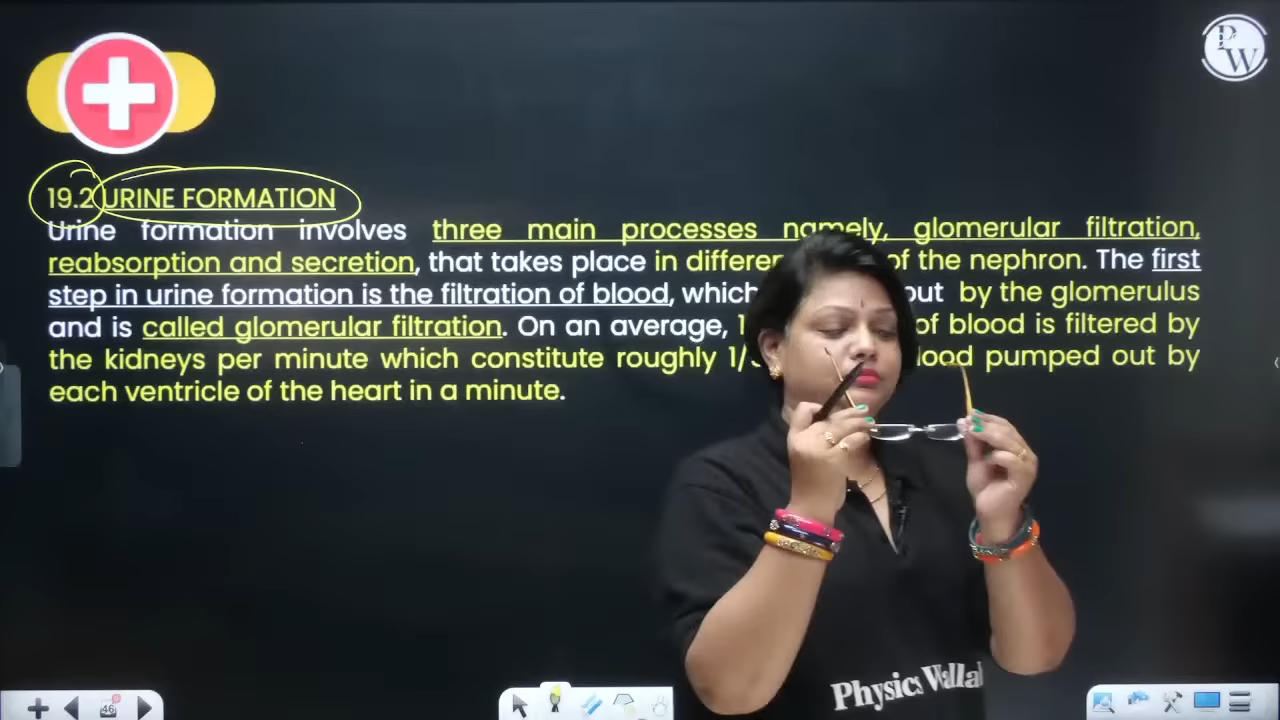 PW
19.2 URINE FORMATION
Urine formation involves three main processes namely, glomerular filtration,
reabsorption and secretion, that takes place in of the nephron. The first
step in urine formation is the filtration of blood, which out by the glomerulus
and is called glomerular filtration. On an average, of blood is filtered by
the kidneys per minute which constitute roughly pumped out by
each ventricle of the heart in a minute.
46
Physics